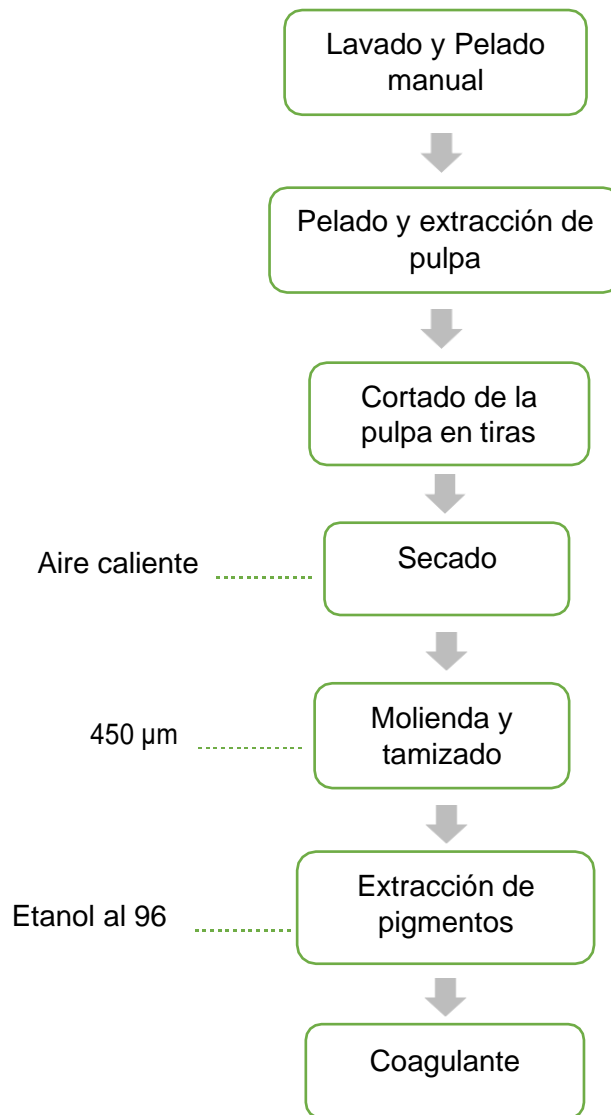 Lavado y Pelado
manual
Pelado y extracción de
pulpa
Cortado de la
pulpa en tiras
Aire caliente
Secado
450 µm
Molienda y
tamizado
Etanol al 96
Extracción de
pigmentos
Coagulante